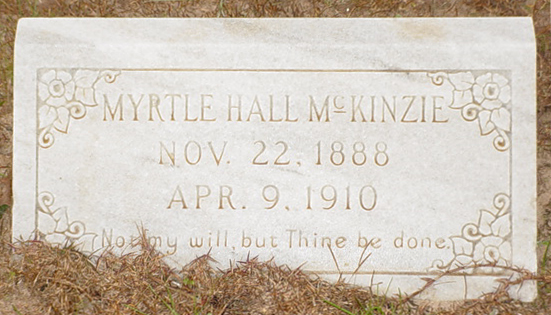 MYRTLE HALL McKINZIE
NOV. 22, 1888
APR. 9, 1910
Not my will, but Thine be done.